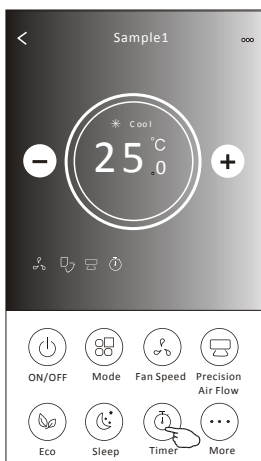 Sample1
Cool
25.0 °C
ON/OFF Mode Fan Speed Precision Air Flow
Eco Sleep Timer More